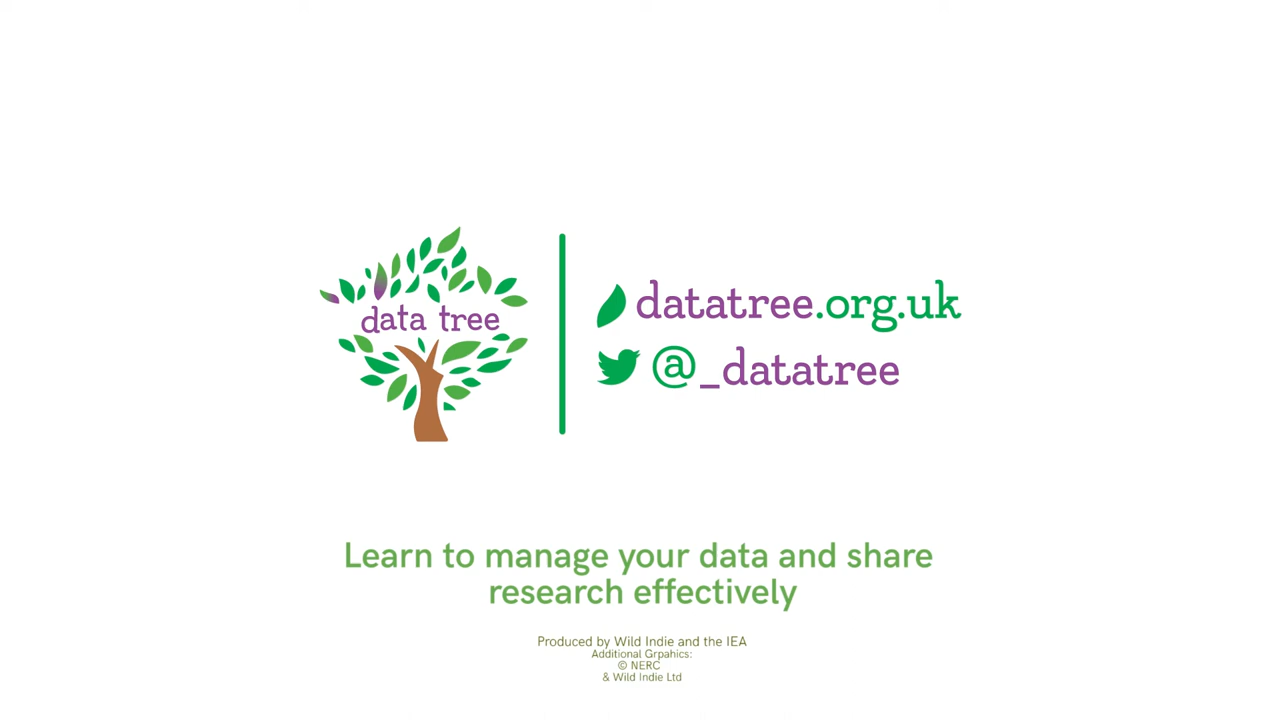 data tree
datatree.org.uk
@_datatree
Learn to manage your data and share
research effectively
Produced by Wild Indie and the IEA
Additional Grpahics:
© NERC
& Wild Indie Ltd